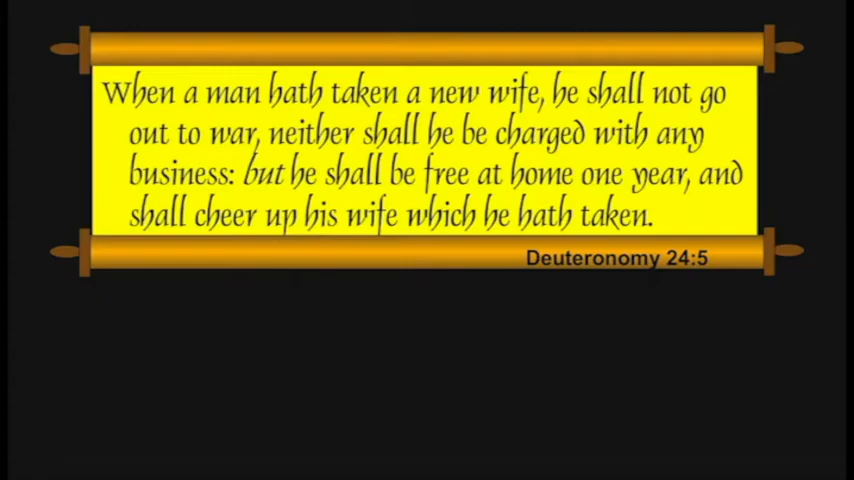 When a man hath taken a new wife, he shall not go
out to war, neither shall he be charged with any
business: but he shall be free at home one year, and
shall cheer up his wife which he hath taken.
Deuteronomy 24:5